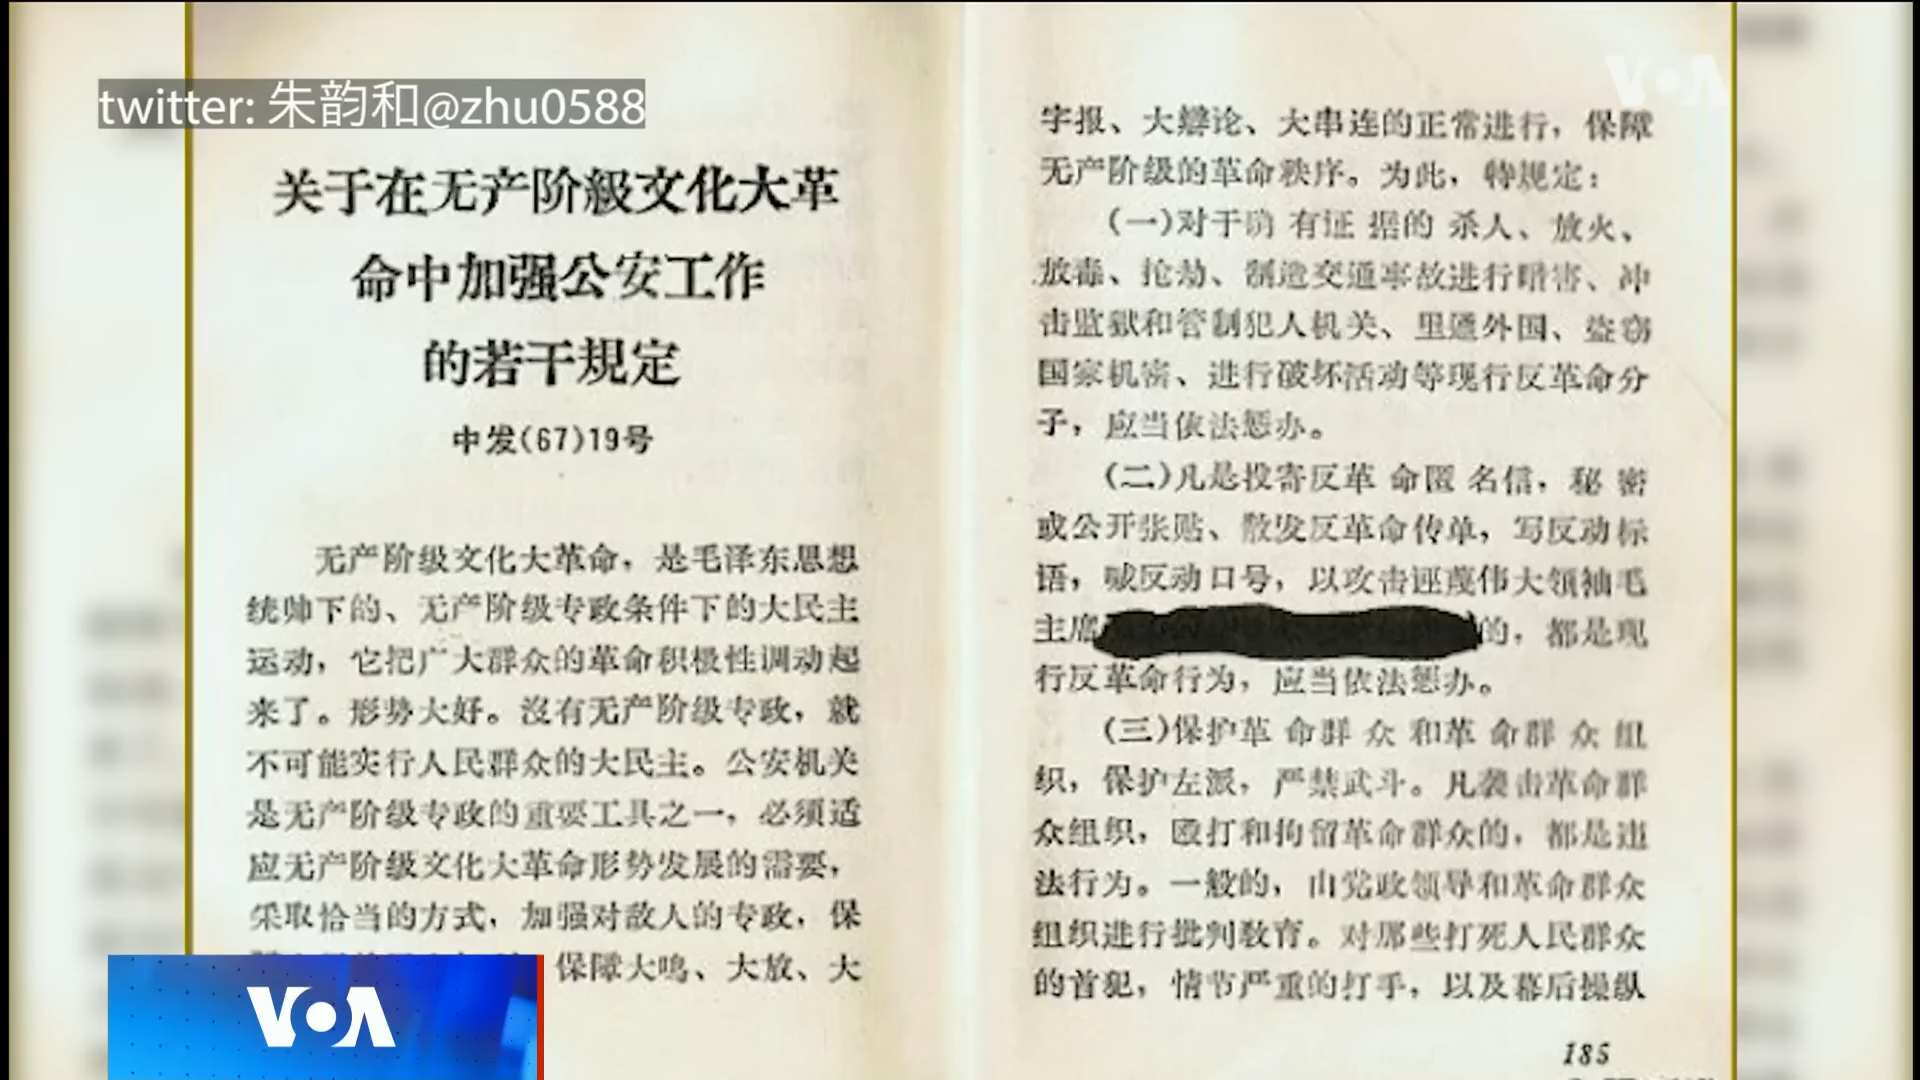 twitter: 朱韵和@zhu0588
VOA
关于在无产阶級文化大革
命中加强公安工作
的若干規定
中发(67)19号
无产阶级文化大革命，是毛泽东思想
统帅下的、无产阶级专政条件下的大民主
运动，它把广大群众的革命积极性调动起
来了。形势大好。沒有无产阶级专政，就
不可能实行人民群众的大民主。公安机关
是无产阶级专政的重要工具之一，必须适
应无产阶级文化大革命形势发展的需要，
采取恰当的方式，加强对敌人的专政，保
保障大鸣、大放、大
字报、大辯论、大串连的正常进行，保障
无产阶级的革命秩序。为此，特规定：
(一)对于确有证据的杀人、放火、
放毒、抢劫、制造交通事故进行暗害、冲
击监狱和管制犯人机关、里通外国、盗窃
国家机密、进行破坏活动等现行反革命分
子，应当依法惩办。
(二)凡是投寄反革命匿名信，秘密
或公开张贴、散发反革命传单，写反动标
语，喊反动口号，以攻击诬蔑伟大领袖毛
主席 的，都是现
行反革命行为，应当依法惩办。
(三)保护革命群众和革命群众组
织，保护左派，严禁武斗。凡袭击革命群
众组织，殴打和拘留革命群众的，都是违
法行为。一般的，由党政领导和革命群众
组织进行批判敎育。对那些打死人民群众
的首犯，情节严重的打手，以及幕后操纵
185
VOA